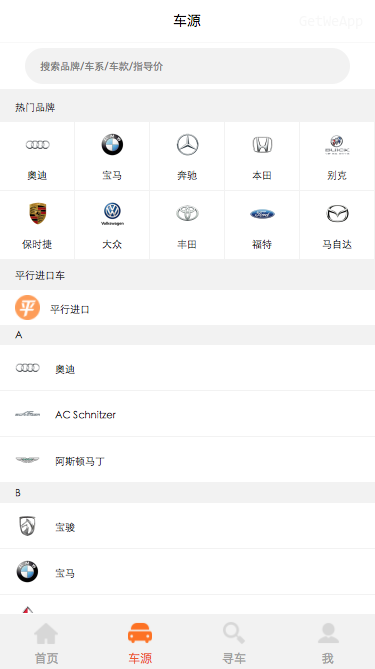 车源
GetWeApp
搜索品牌/车系/车款/指导价
热门品牌
奥迪 宝马 奔驰 本田 别克
BUICK
保时捷 大众 丰田 福特 马自达
Volkswagen
Ford
平行进口车
平 平行进口
A
奥迪
AC Schnitzer
阿斯顿马丁
B
宝骏
宝马
首页 车源 寻车 我